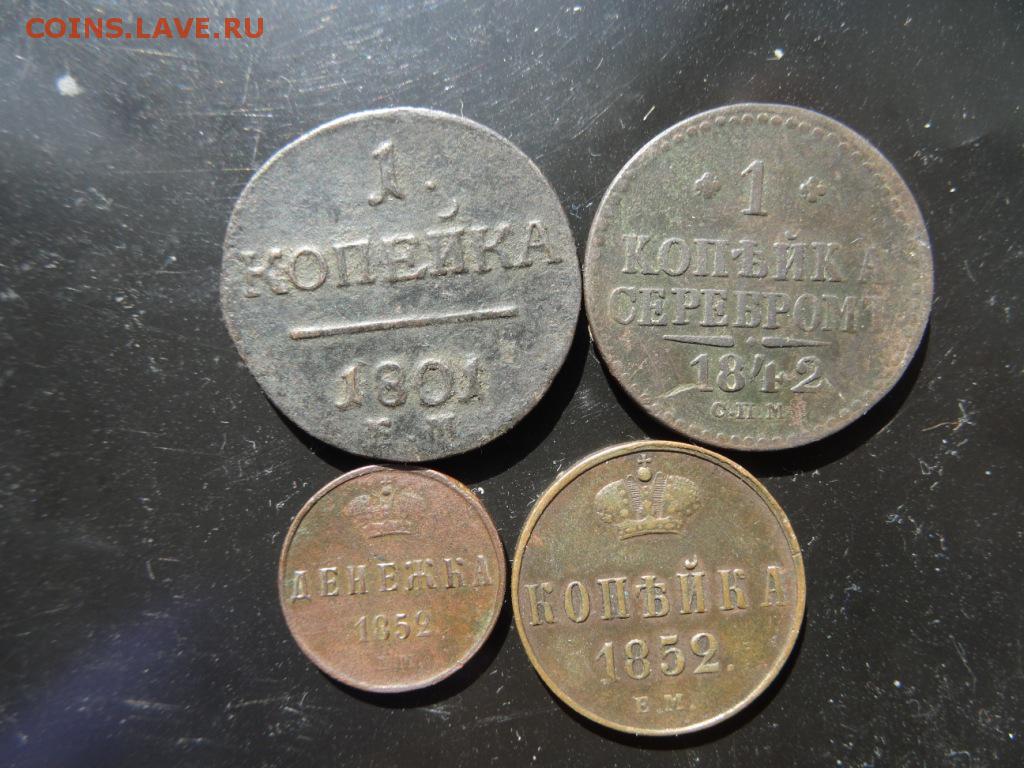 COINS.LAVE.RU
1.
КОПЕЙКА
1801
Е.М
1
КОПѢЙКА
СЕРЕБРОМЪ
1842
С.П.М.
ДЕНЕЖКА
1852
КОПѢЙКА
1852.
Е.М.